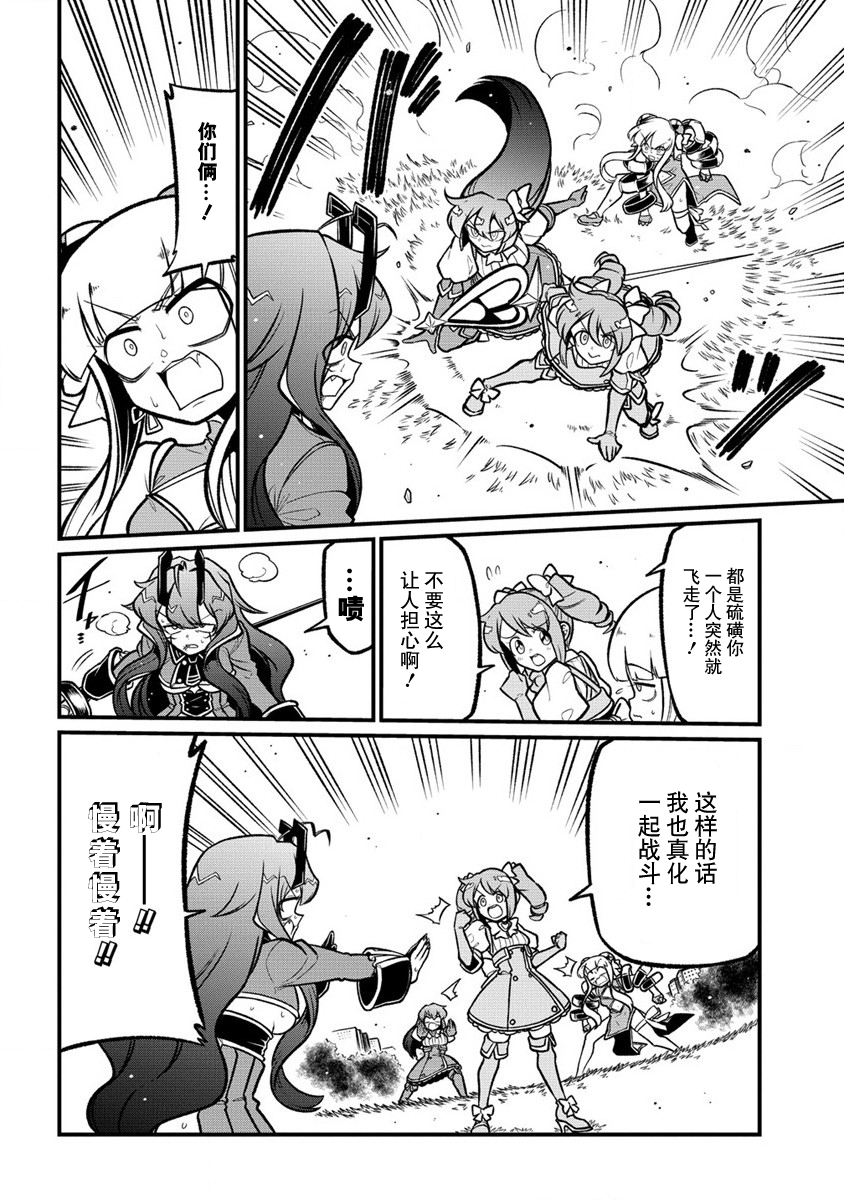 你们俩…！
都是硫磺你
一个人突然就
飞走了…！
不要这么
让人担心啊！
…啧
这样的话
我也真化
一起战斗…
啊——!!
慢着慢着!!